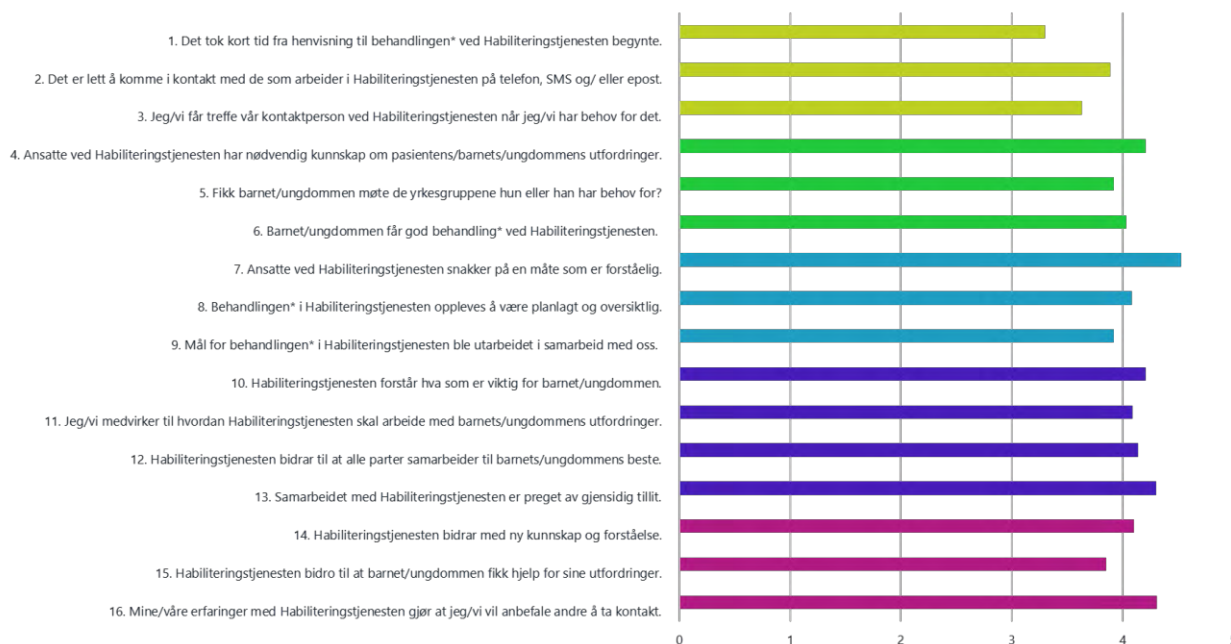 1. Det tok kort tid fra henvisning til behandlingen* ved Habiliteringstjenesten begynte.
2. Det er lett å komme i kontakt med de som arbeider i Habiliteringstjenesten på telefon, SMS og/ eller epost.
3. Jeg/vi får treffe vår kontaktperson ved Habiliteringstjenesten når jeg/vi har behov for det.
4. Ansatte ved Habiliteringstjenesten har nødvendig kunnskap om pasientens/barnets/ungdommens utfordringer.
5. Fikk barnet/ungdommen møte de yrkesgruppene hun eller han har behov for?
6. Barnet/ungdommen får god behandling* ved Habiliteringstjenesten.
7. Ansatte ved Habiliteringstjenesten snakker på en måte som er forståelig.
8. Behandlingen* i Habiliteringstjenesten oppleves å være planlagt og oversiktlig.
9. Mål for behandlingen* i Habiliteringstjenesten ble utarbeidet i samarbeid med oss.
10. Habiliteringstjenesten forstår hva som er viktig for barnet/ungdommen.
11. Jeg/vi medvirker til hvordan Habiliteringstjenesten skal arbeide med barnets/ungdommens utfordringer.
12. Habiliteringstjenesten bidrar til at alle parter samarbeider til barnets/ungdommens beste.
13. Samarbeidet med Habiliteringstjenesten er preget av gjensidig tillit.
14. Habiliteringstjenesten bidrar med ny kunnskap og forståelse.
15. Habiliteringstjenesten bidro til at barnet/ungdommen fikk hjelp for sine utfordringer.
16. Mine/våre erfaringer med Habiliteringstjenesten gjør at jeg/vi vil anbefale andre å ta kontakt.
0 1 2 3 4